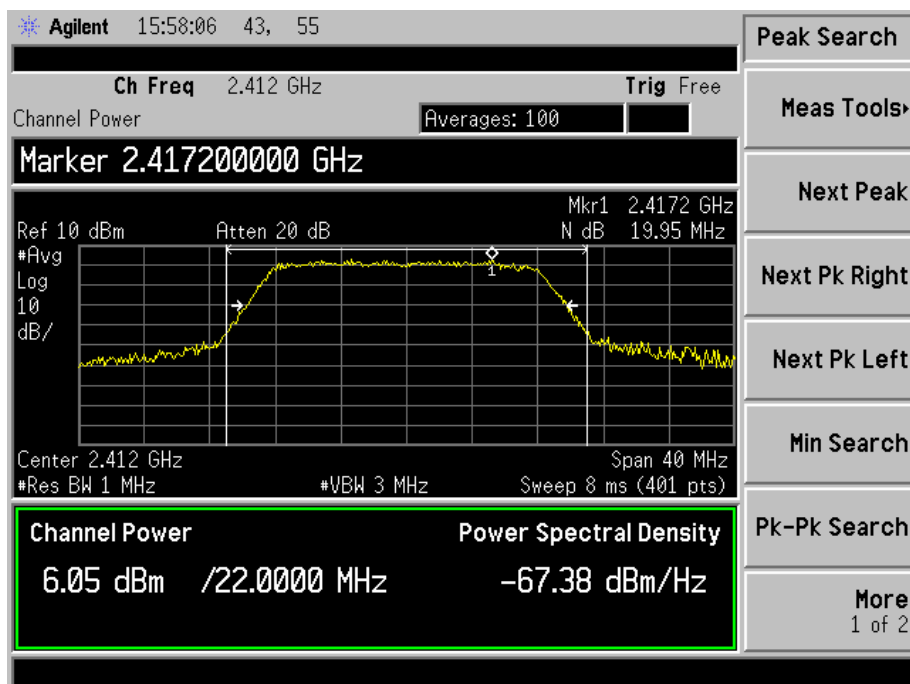 Agilent 15:58:06 43, 55
Peak Search
Ch Freq 2.412 GHz Trig Free
Meas Tools
Channel Power Averages: 100
Marker 2.417200000 GHz
Mkr1 2.4172 GHz
Next Peak
Ref 10 dBm Atten 20 dB N dB 19.95 MHz
#Avg
Log
10
dB/
1
Next Pk Right
Next Pk Left
Min Search
Center 2.412 GHz Span 40 MHz
#Res BW 1 MHz #VBW 3 MHz Sweep 8 ms (401 pts)
Channel Power Power Spectral Density
Pk-Pk Search
6.05 dBm /22.0000 MHz -67.38 dBm/Hz
More
1 of 2